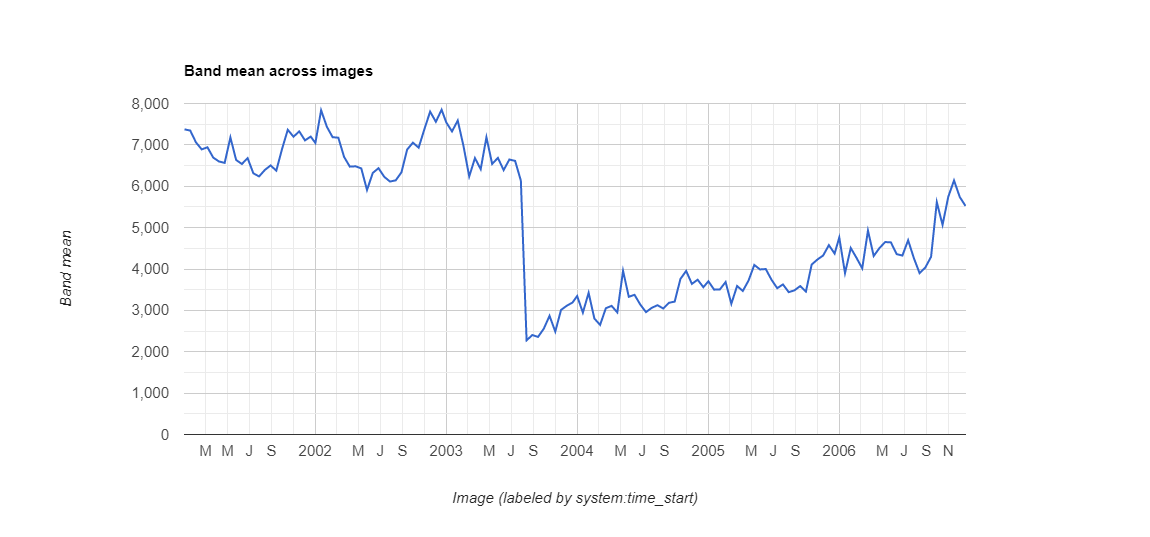 Band mean across images
8,000
7,000
6,000
5,000
4,000
3,000
2,000
1,000
0
Band mean
M M J S 2002 M J S 2003 M J S 2004 M J S 2005 M J S 2006 M J S N
Image (labeled by system:time_start)